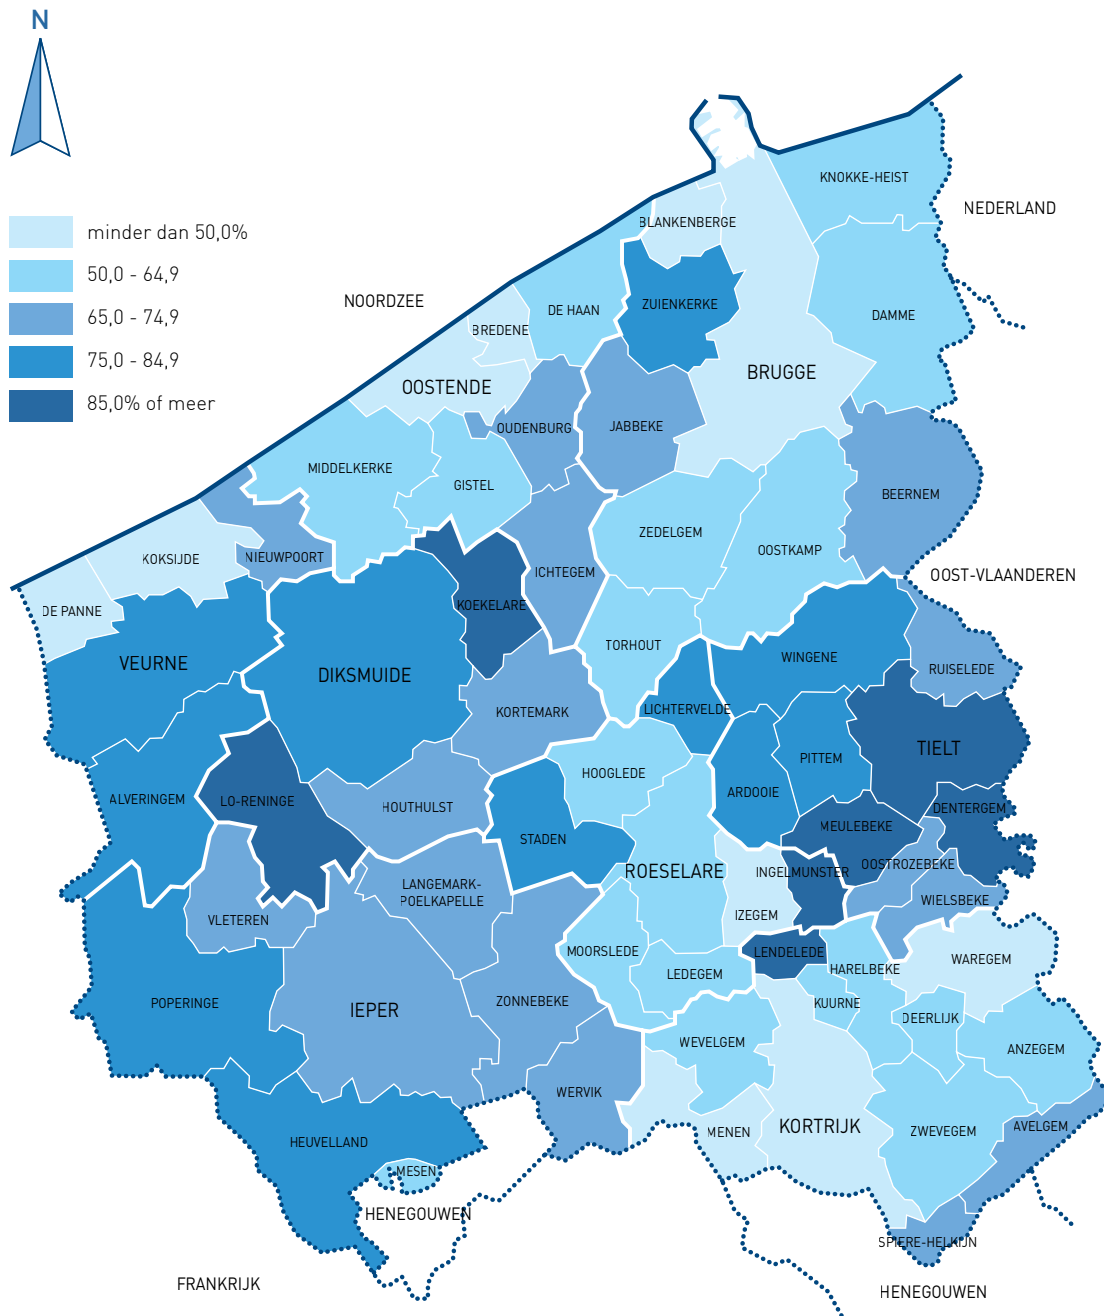 N
KNOKKE-HEIST
NEDERLAND
BLANKENBERGE
minder dan 50,0%
50,0 - 64,9
65,0 - 74,9
75,0 - 84,9
85,0% of meer
NOORDZEE
ZUIENKERKE
DE HAAN
DAMME
BREDENE
BRUGGE
OOSTENDE
OUDENBURG
JABBEKE
MIDDELKERKE
GISTEL
BEERNEM
ZEDELGEM
OOSTKAMP
KOKSIJDE
NIEUWPOORT
ICHTEGEM
OOST-VLAANDEREN
DE PANNE
KOEKELARE
TORHOUT
VEURNE
DIKSMUIDE
WINGENE
RUISELEDE
KORTEMARK
LICHTERVELDE
TIELT
PITTEM
HOOGLEDE
ARDOOIE
ALVERINGEM
LO-RENINGE
HOUTHULST
DENTERGEM
STADEN
MEULEBEKE
OOSTROZEBEKE
ROESELARE
INGELMUNSTER
LANGEMARK-
POELKAPELLE
WIELSBEKE
VLETEREN
IZEGEM
MOORSLEDE
LENDELEDE
WAREGEM
LEDEGEM
HARELBEKE
POPERINGE
IEPER
ZONNEBEKE
KUURNE
DEERLIJK
WEVELGEM
ANZEGEM
WERVIK
HEUVELLAND
MENEN
KORTRIJK
ZWEVEGEM
AVELGEM
MESEN
HENEGOUWEN
SPIERE-HELKIJN
FRANKRIJK
HENEGOUWEN